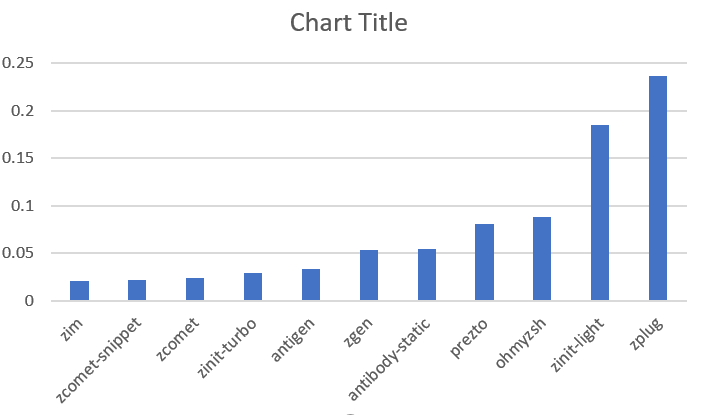 Chart Title
0.25
0.2
0.15
0.1
0.05
0
zim
zcomet-snippet
zcomet
zinit-turbo
antigen
zgen
antibody-static
prezto
ohmyzsh
zinit-light
zplug